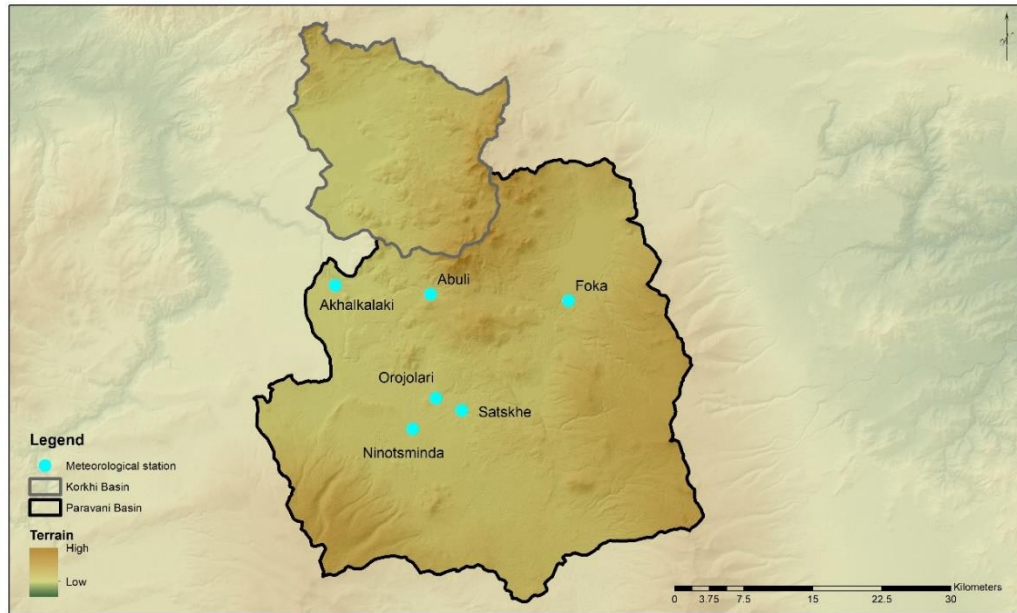 Abuli
Foka
Akhalkalaki
Orojolari
Satskhe
Ninotsminda
Legend
Meteorological station
Korkhi Basin
Paravani Basin
Terrain
High
Low
Kilometers
0 3.75 7.5 15 22.5 30